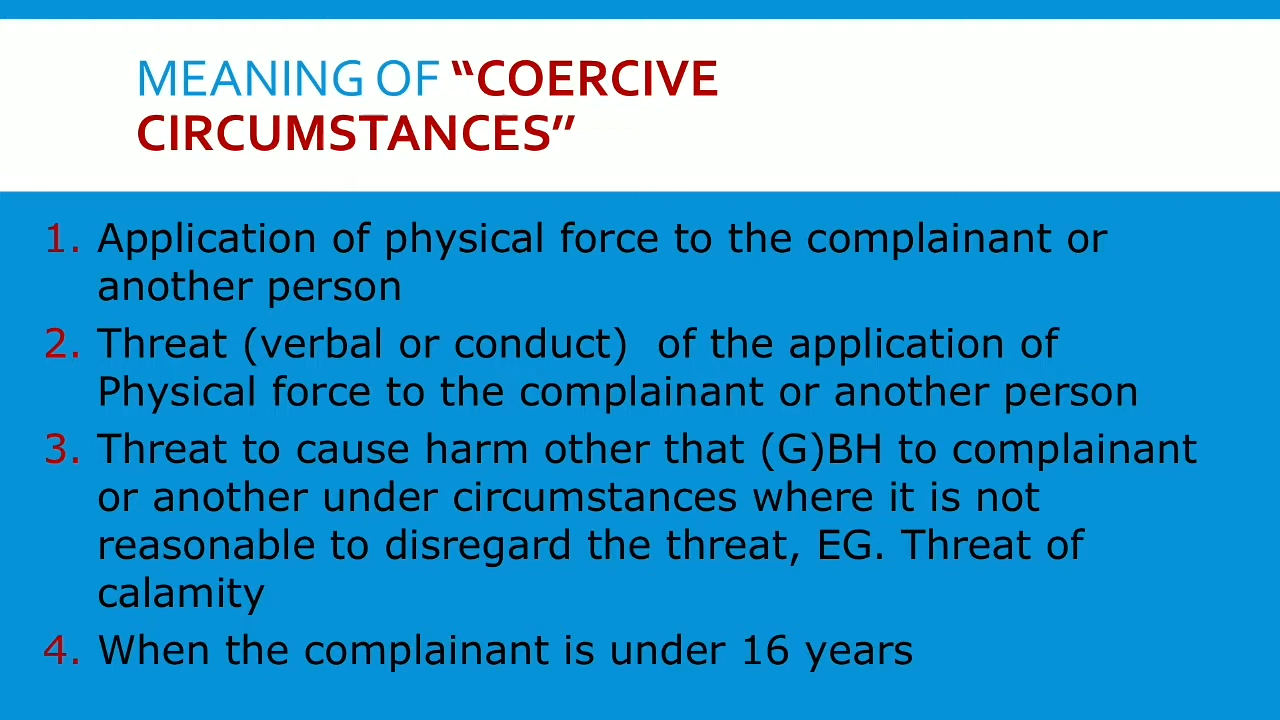 MEANING OF “COERCIVE
CIRCUMSTANCES”
1. Application of physical force to the complainant or
another person
2. Threat (verbal or conduct)  of the application of
Physical force to the complainant or another person
3. Threat to cause harm other that (G)BH to complainant
or another under circumstances where it is not
reasonable to disregard the threat, EG. Threat of
calamity
4. When the complainant is under 16 years